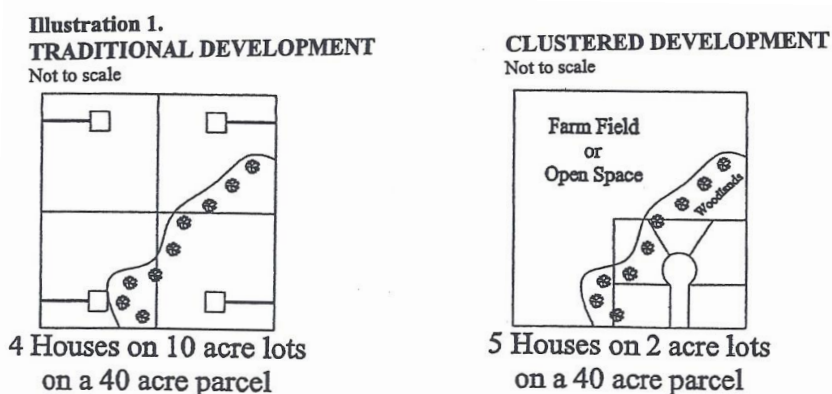 Illustration 1.
TRADITIONAL DEVELOPMENT
Not to scale
4 Houses on 10 acre lots
on a 40 acre parcel
CLUSTERED DEVELOPMENT
Not to scale
Farm Field
or
Open Space
Woodlands
5 Houses on 2 acre lots
on a 40 acre parcel